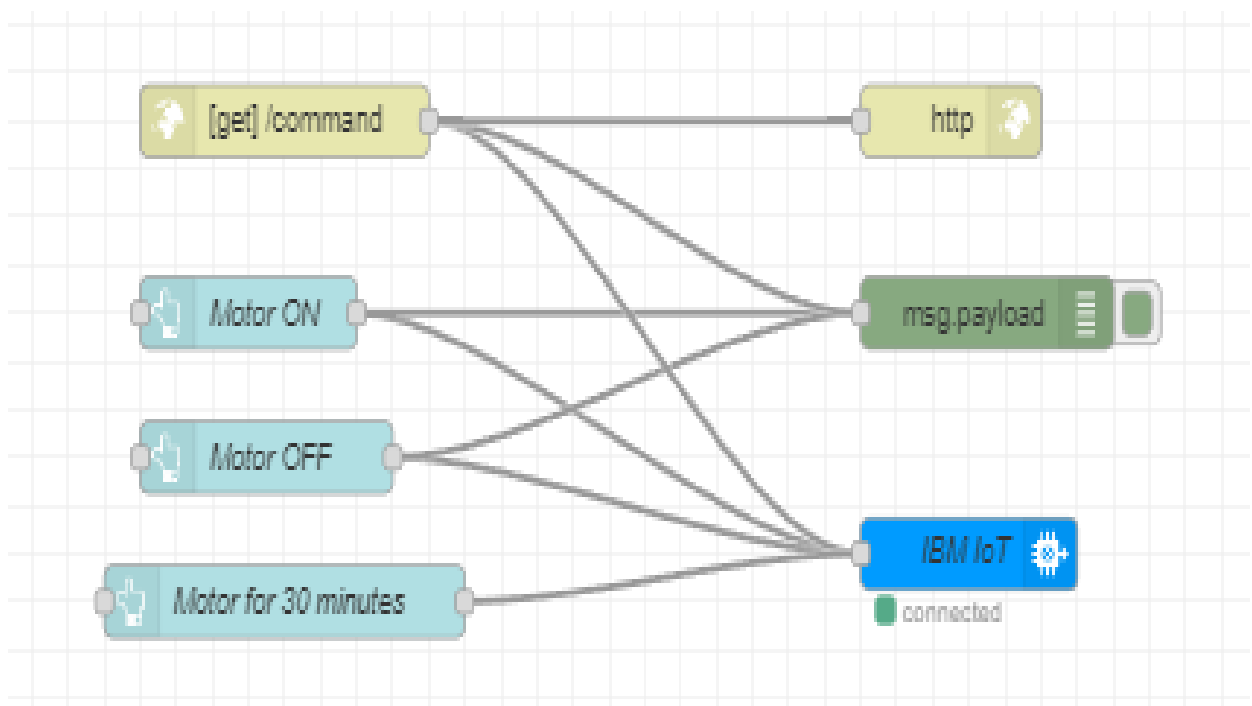 [get] /command
http
Motor ON
msg.payload
Motor OFF
IBM IoT
Motor for 30 minutes
connected